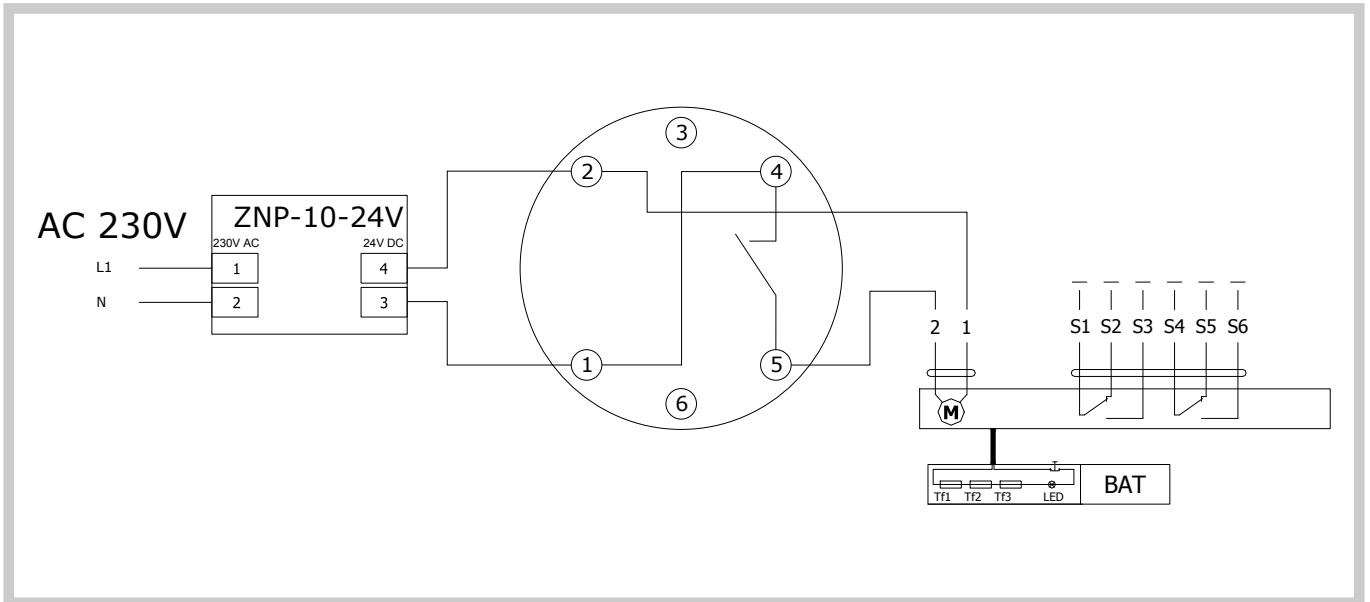 3
2
4
AC 230V
ZNP-10-24V
230V AC
24V DC
L1
1
4
N
2
3
2 1
S1 S2 S3 S4 S5 S6
1
5
6
M
BAT
Tf1 Tf2 Tf3 LED